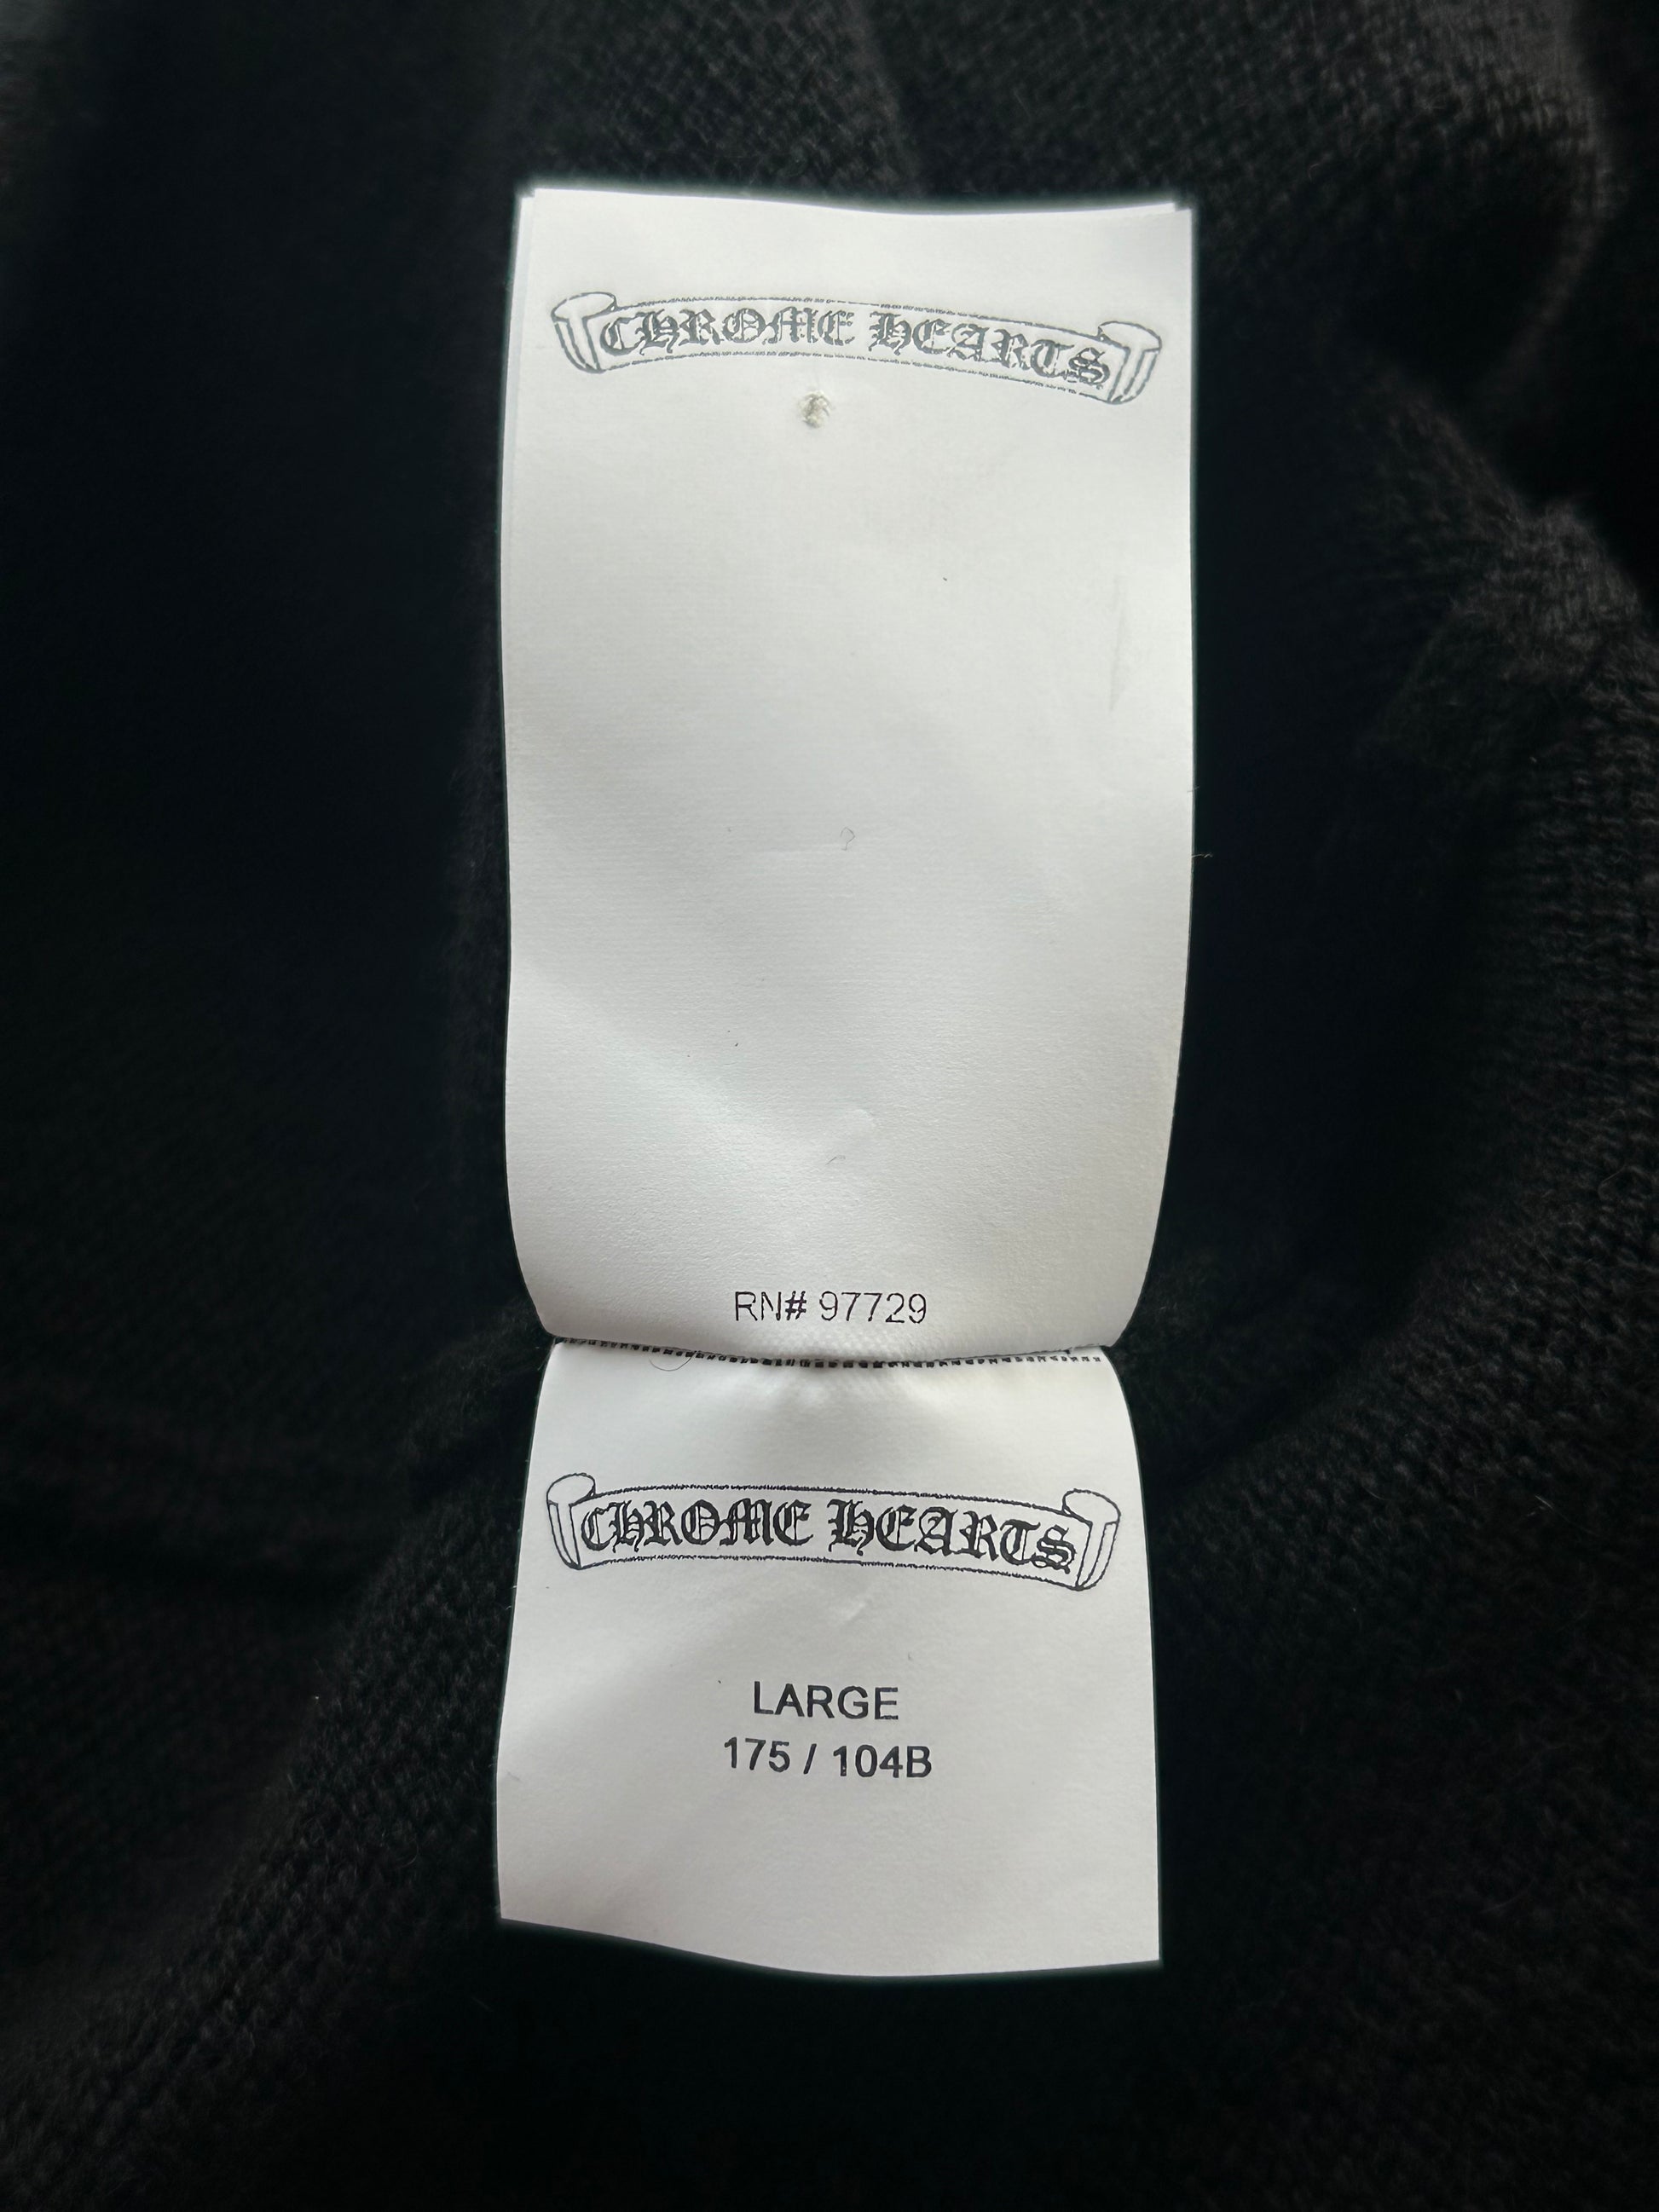 CHROME HEARTS
RN# 97729
CHROME HEARTS
LARGE
175 / 104B